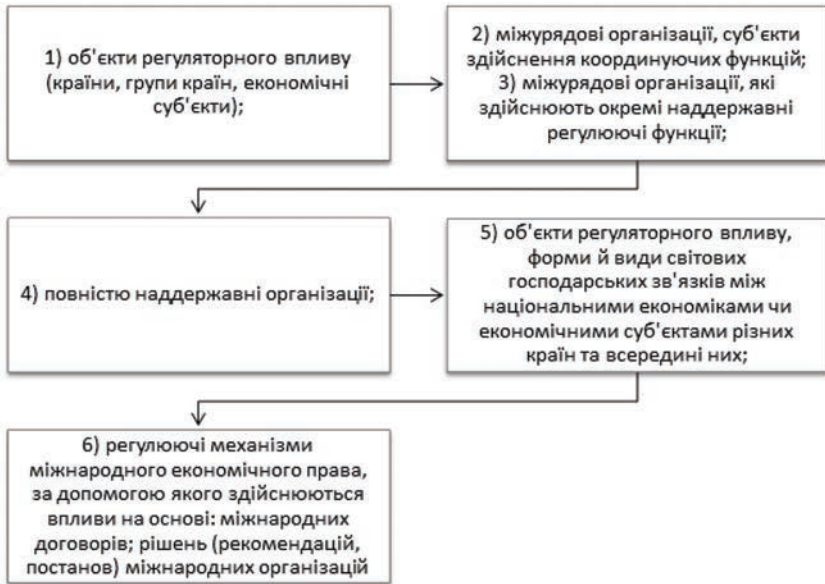 1) об'єкти регуляторного впливу
(країни, групи країн, економічні
суб'єкти);
2) міжурядові організації, суб'єкти
здійснення координуючих функцій;
3) міжурядові організації, які
здійснюють окремі наддержавні
регулюючі функції;
4) повністю наддержавні організації;
5) об'єкти регуляторного впливу,
форми й види світових
господарських зв'язків між
національними економіками чи
економічними суб'єктами різних
країн та всередині них;
6) регулюючі механізми
міжнародного економічного права,
за допомогою якого здійснюються
впливи на основі: міжнародних
договорів; рішень (рекомендацій,
постанов) міжнародних організацій